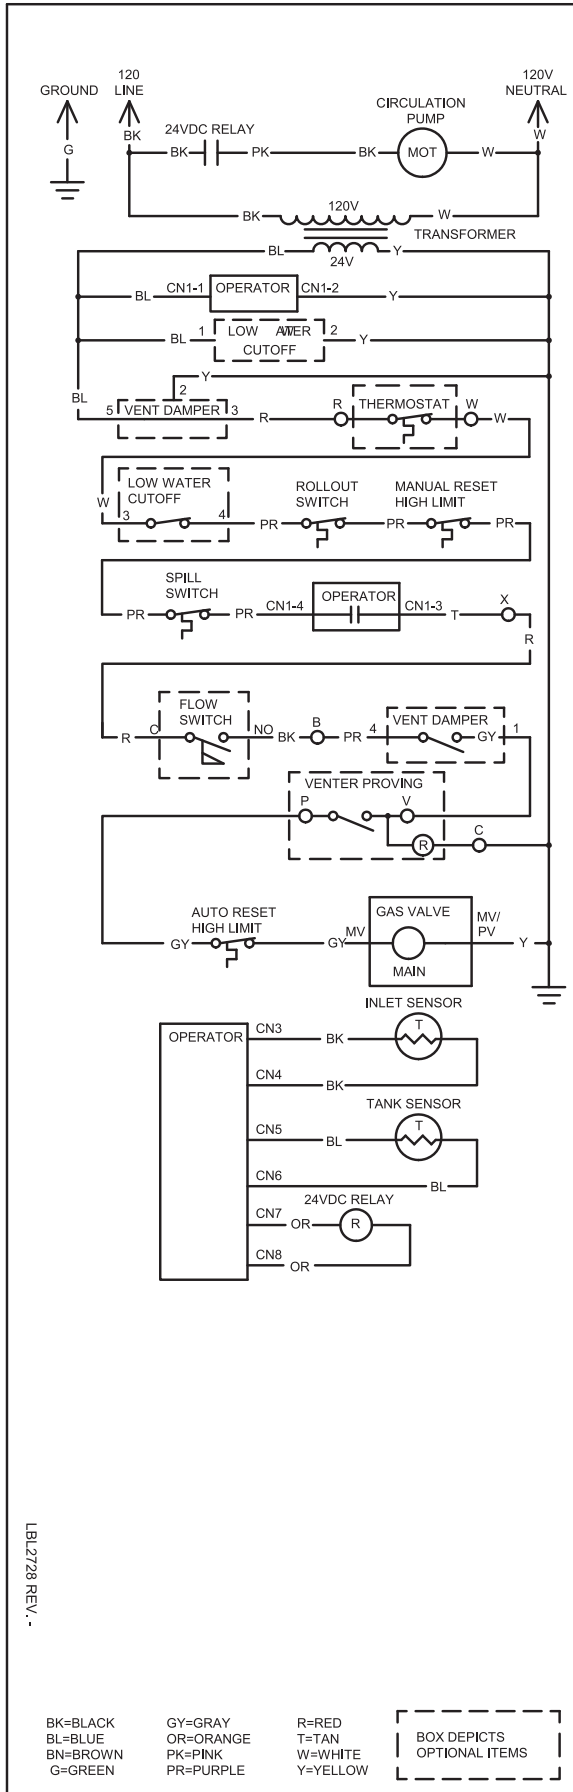 120 120V
GROUND LINE CIRCULATION NEUTRAL
PUMP
BK 24VDC RELAY W
G BK PK BK MOT W
120V
BK W
TRANSFORMER
BL Y
24V
BL CN1-1 OPERATOR CN1-2 Y
BL 1 LOW WATER 2 Y
CUTOFF
Y
2
BL
5 VENT DAMPER 3 R R THERMOSTAT W W
LOW WATER ROLLOUT MANUAL RESET
CUTOFF SWITCH HIGH LIMIT
W
3 4 PR PR PR
SPILL
SWITCH
OPERATOR X
PR PR CN1-4 CN1-3 T
R
FLOW
SWITCH B VENT DAMPER
R C NO BK PR 4 GY 1
VENTER PROVING
P V
R C
AUTO RESET GAS VALVE MV/
HIGH LIMIT PV
GY GY MV Y
MAIN
INLET SENSOR
OPERATOR CN3 T
BK
CN4
BK
TANK SENSOR
CN5 T
BL
CN6
BL
24VDC RELAY
CN7 OR R
CN8
OR
LBL2728 REV. -
BK=BLACK GY=GRAY R=RED
BL=BLUE OR=ORANGE T=TAN
BN=BROWN PK=PINK W=WHITE
G=GREEN PR=PURPLE Y=YELLOW
BOX DEPICTS
OPTIONAL ITEMS